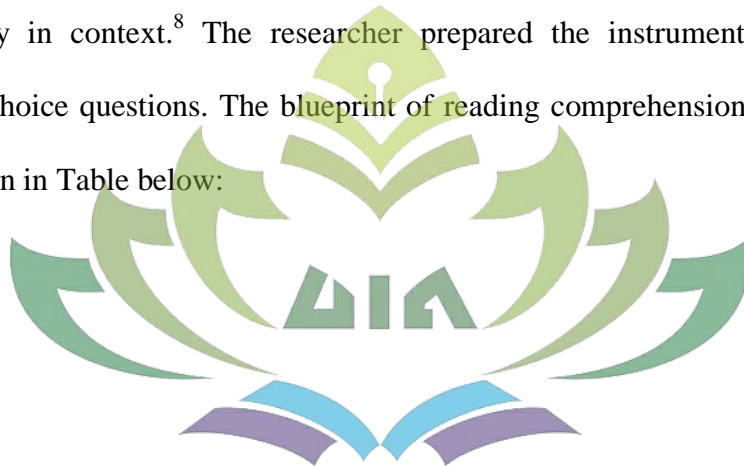 y in context.8 The researcher prepared the instrument
hoice questions. The blueprint of reading comprehension
n in Table below:
UIN